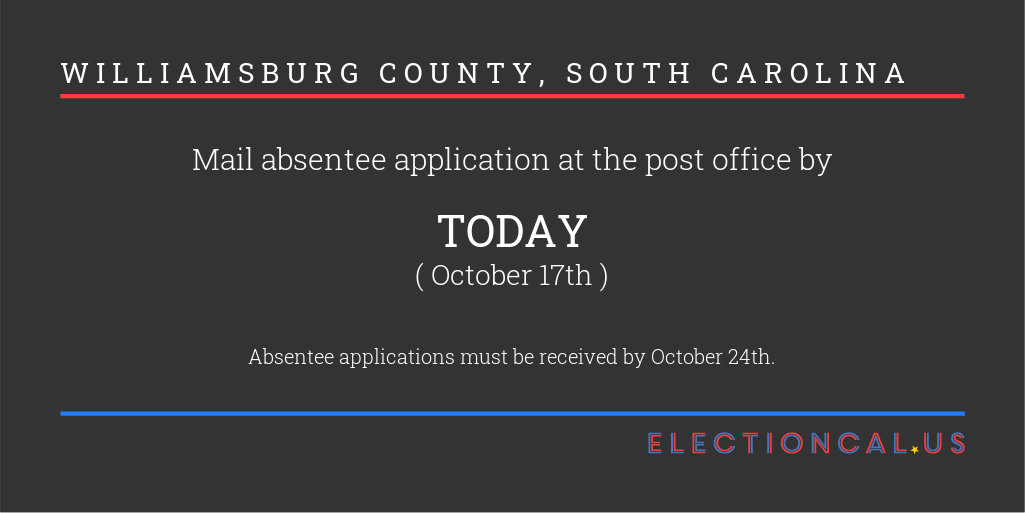 WILLIAMSBURG COUNTY, SOUTH CAROLINA
Mail absentee application at the post office by
TODAY
( October 17th )
Absentee applications must be received by October 24th.
ELECTIONCAL.US